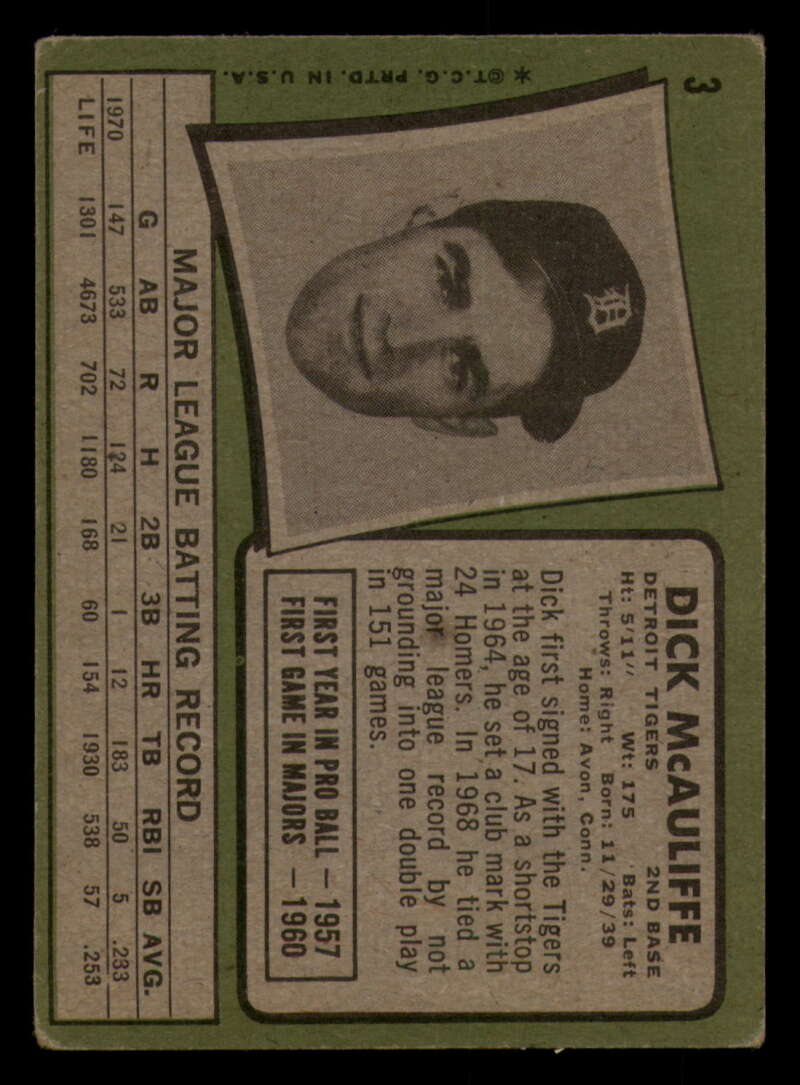 3
✶ ©T.C.G. PRTD. IN U.S.A.
D
DICK McAULIFFE
DETROIT TIGERS 2ND BASE
Ht: 5'11" Wt: 175 Bats: Left
Throws: Right Born: 11/29/39
Home: Avon, Conn.
Dick first signed with the Tigers
at the age of 17. As a shortstop
in 1964, he set a club mark with
24 Homers. In 1968 he tied a
major league record by not
grounding into one double play
in 151 games.
FIRST YEAR IN PRO BALL — 1957
FIRST GAME IN MAJORS — 1960
MAJOR LEAGUE BATTING RECORD
G AB R H 2B 3B HR TB RBI SB AVG.
1970 147 533 72 124 21 1 12 183 50 5 .233
LIFE 1301 4673 702 1180 168 60 154 1930 538 57 .253